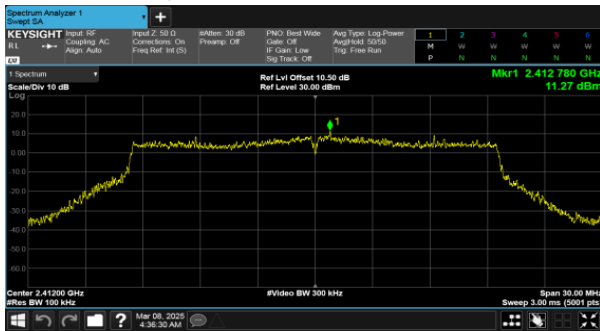 Spectrum Analyzer 1
Swept SA
+
KEYSIGHT Input: RF Input Z: 50 Ω #Atten: 30 dB PNO: Best Wide Avg Type: Log-Power 1 2 3 4 5 6
RL Coupling: AC Corrections: On Preamp: Off Gate: Off Avg|Hold: 50/50 M W W W W W
Align: Auto Freq Ref: Int (S) IF Gain: Low Trig: Free Run P N N N N N
LXI Sig Track: Off
1 Spectrum Ref Lvl Offset 10.50 dB Mkr1 2.412 780 GHz
Scale/Div 10 dB Ref Level 30.00 dBm 11.27 dBm
Log
20.0
1
10.0
0.00
-10.0
-20.0
-30.0
-40.0
-50.0
-60.0
Center 2.41200 GHz #Video BW 300 kHz Span 30.00 MHz
#Res BW 100 kHz Sweep 3.00 ms (5001 pts)
? Mar 08, 2025
4:36:30 AM